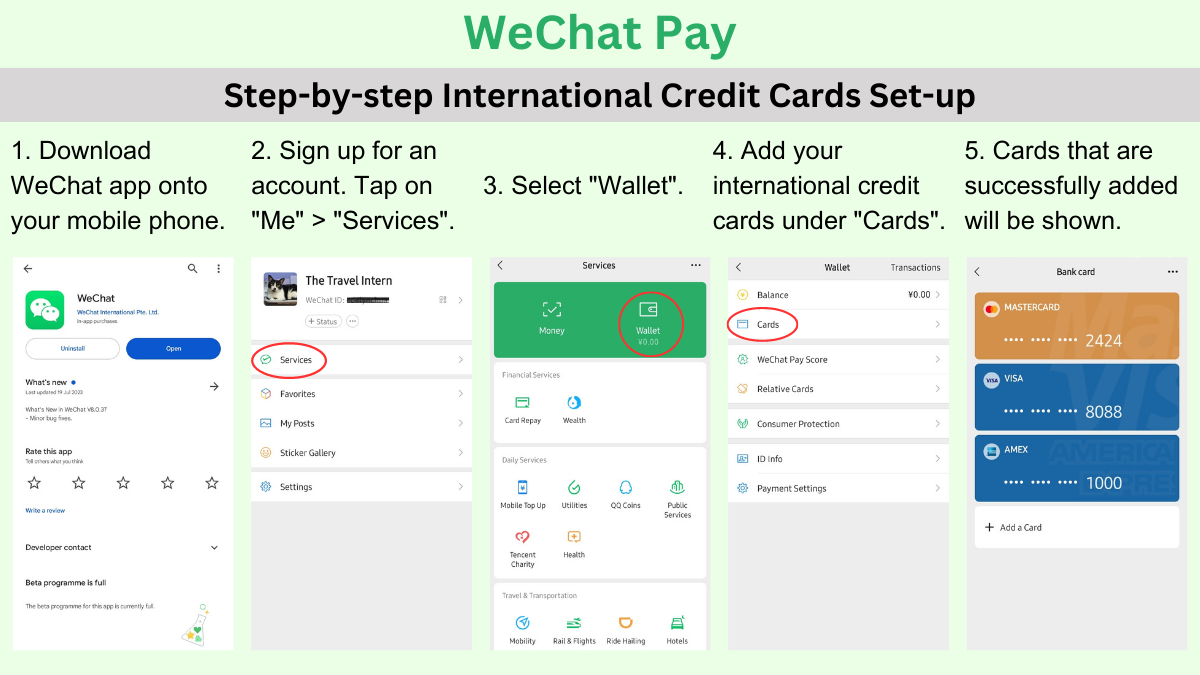 WeChat Pay
Step-by-step International Credit Cards Set-up
1. Download
WeChat app onto
your mobile phone.
2. Sign up for an
account. Tap on
"Me" > "Services".
3. Select "Wallet".
4. Add your
international credit
cards under "Cards".
5. Cards that are
successfully added
will be shown.
WeChat
WeChat International Pte. Ltd.
In-app purchases
Uninstall
Open
What's new
Last updated 19 Jul 2023
What's New in WeChat V8.0.37
- Minor bug fixes.
Rate this app
Tell others what you think
Write a review
Developer contact
Beta programme is full
The beta programme for this app is currently full.
The Travel Intern
WeChat ID:
+ Status
Services
Favorites
My Posts
Sticker Gallery
Settings
Services
Money
Wallet
¥0.00
Financial Services
Card Repay
Wealth
Daily Services
Mobile Top Up
Utilities
QQ Coins
Public
Services
Tencent
Charity
Health
Travel & Transportation
Mobility
Rail & Flights
Ride Hailing
Hotels
Wallet
Transactions
Balance
¥0.00
Cards
WeChat Pay Score
Relative Cards
Consumer Protection
ID Info
Payment Settings
Bank card
MASTERCARD
•••• •••• •••• 2424
VISA
VISA
•••• •••• •••• 8088
AMEX
AMERICA
EXPRES
•••• •••• •••• 1000
+ Add a Card